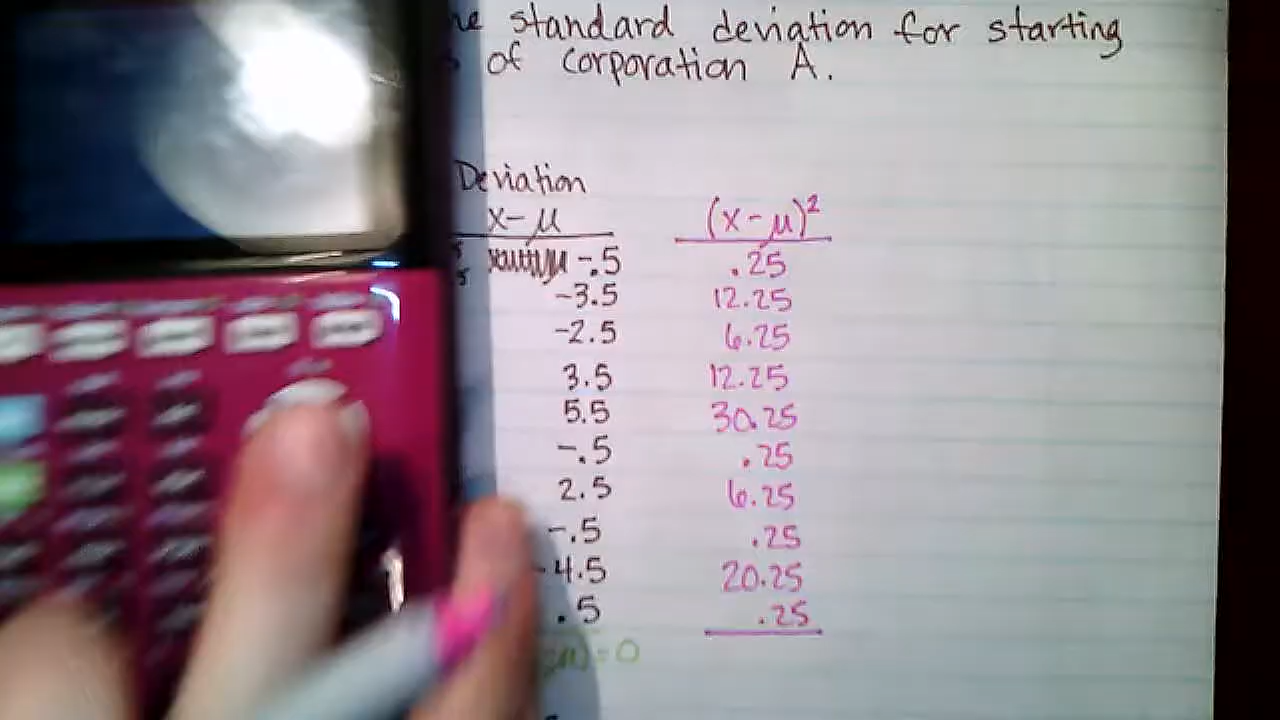 standard deviation for starting
of corporation A.
Deviation
x-μ (x-μ)²
-.5 .25
-3.5 12.25
-2.5 6.25
3.5 12.25
5.5 30.25
-.5 .25
2.5 6.25
-.5 .25
-4.5 20.25
.5 .25
=0